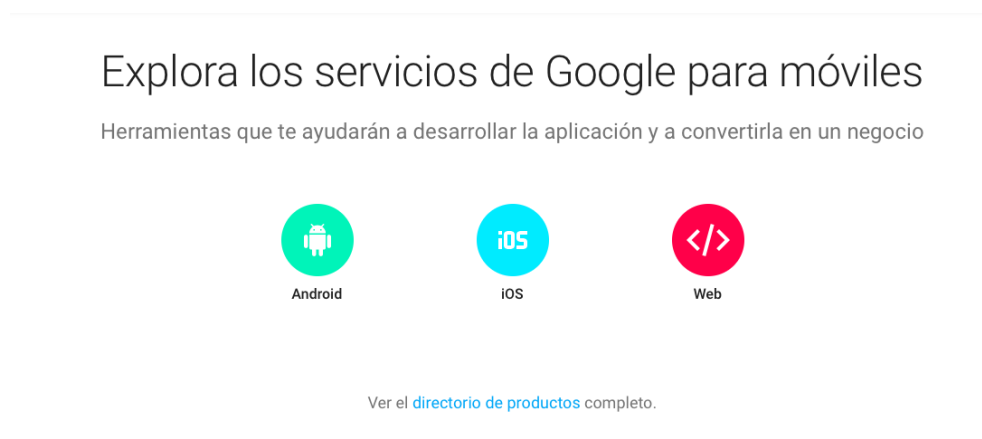 Explora los servicios de Google para móviles
Herramientas que te ayudarán a desarrollar la aplicación y a convertirla en un negocio
iOS
</>
Android
iOS
Web
Ver el directorio de productos completo.